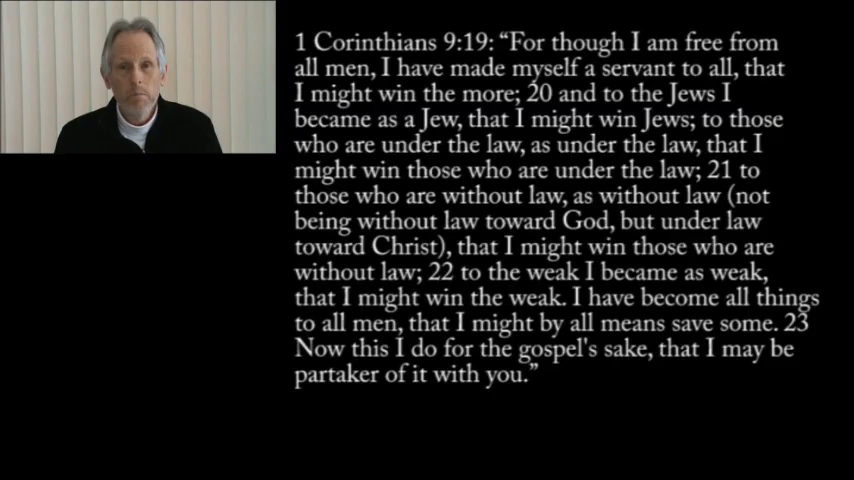 1 Corinthians 9:19: “For though I am free from
all men, I have made myself a servant to all, that
I might win the more; 20 and to the Jews I
became as a Jew, that I might win Jews; to those
who are under the law, as under the law, that I
might win those who are under the law; 21 to
those who are without law, as without law (not
being without law toward God, but under law
toward Christ), that I might win those who are
without law; 22 to the weak I became as weak,
that I might win the weak. I have become all things
to all men, that I might by all means save some. 23
Now this I do for the gospel's sake, that I may be
partaker of it with you.”